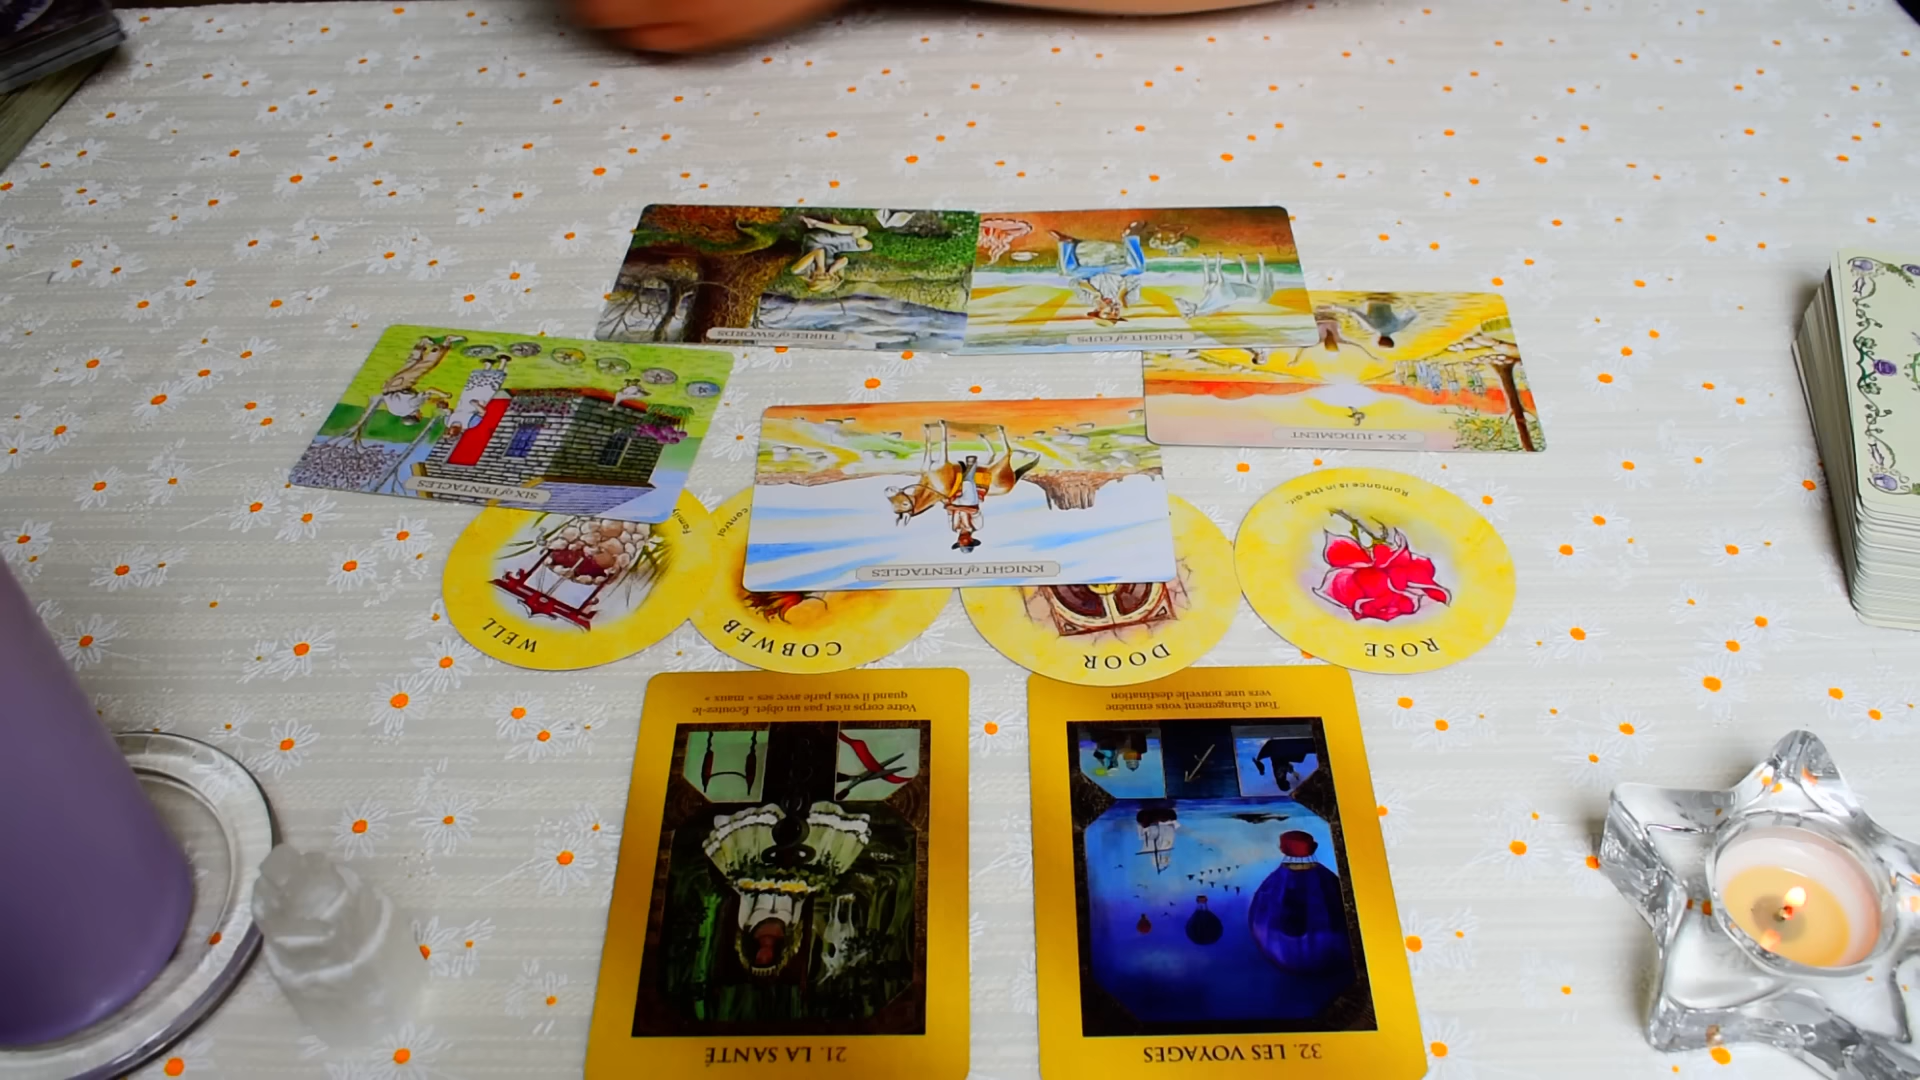 THREE of SWORDS
KNIGHT of CUPS
XX • JUDGMENT
SIX of PENTACLES
KNIGHT of PENTACLES
Family
WELL
control
COBWEB
DOOR
Romance is in the air.
ROSE
Votre corps n'est pas un objet. Écoutez-le
quand il vous parle avec ses « maux »
21. LA SANTÉ
Tout changement vous emmène
vers une nouvelle destination
32. LES VOYAGES